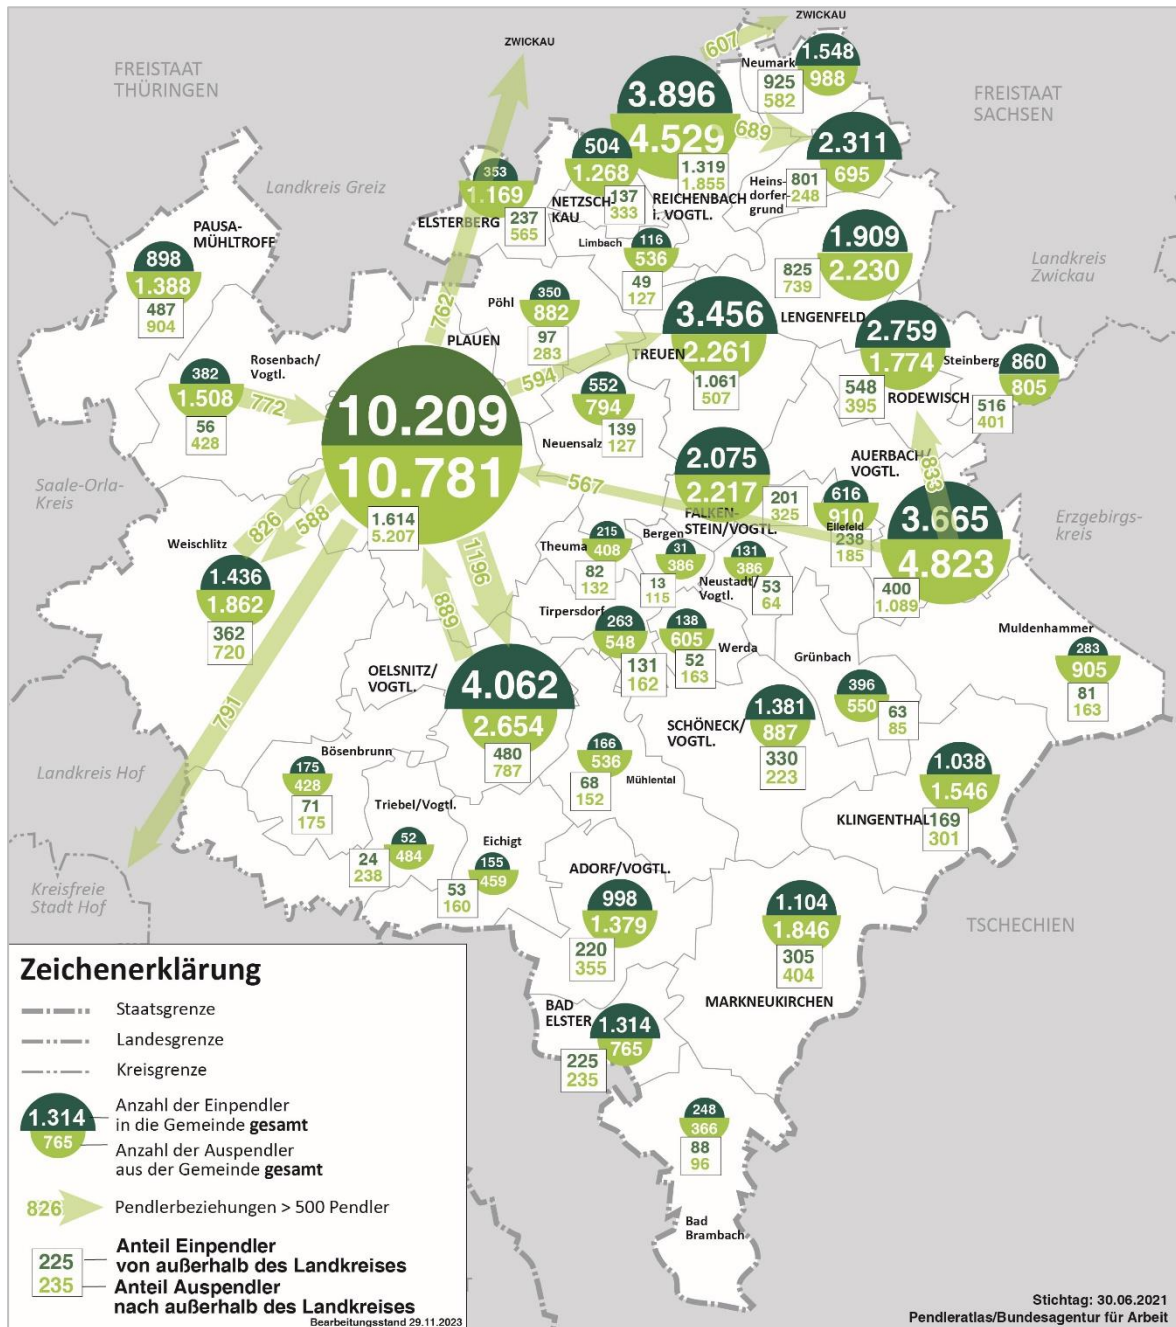 ZWICKAU
ZWICKAU
FREISTAAT
THÜRINGEN
FREISTAAT
SACHSEN
607
Neumark
1.548
988
925
582
3.896
4.529
689
2.311
695
504
1.268
1.319
1.855
Heins-
dorfer-
grund
801
248
353
1.169
Landkreis Greiz
137
333
NETZSCH-
KAU
REICHENBACH
i. VOGTL.
ELSTERBERG
237
565
PAUSA-
MÜHLTROFF
898
1.388
487
904
Limbach
116
536
49
127
1.909
2.230
825
739
LENGENFELD
Landkreis
Zwickau
762
Pöhl
350
882
97
283
PLAUEN
3.456
2.261
TREUEN
1.061
507
594
2.759
1.774
548
395
RODEWISCH
Steinberg
860
805
516
401
Rosenbach/
Vogtl.
382
1.508
56
428
772
10.209
10.781
1.614
5.207
552
794
Neuensalz
139
127
Saale-Orla-
Kreis
AUERBACH/
VOGTL.
833
567
2.075
2.217
FALKEN-
STEIN/VOGTL.
201
325
616
910
Ellefeld
238
185
3.665
4.823
400
1.089
Erzgebirgs-
kreis
826
588
Weischlitz
1.436
1.862
362
720
1196
889
Theuma
215
408
82
132
Bergen
31
386
13
115
131
386
Neustadt/
Vogtl.
53
64
Tirpersdorf
263
548
131
162
138
605
Werda
52
163
Muldenhammer
283
905
81
163
Grünbach
396
550
63
85
OELSNITZ/
VOGTL.
4.062
2.654
480
787
SCHÖNECK/
VOGTL.
1.381
887
330
223
791
Landkreis Hof
Bösenbrunn
175
428
71
175
166
536
68
152
Mühlental
1.038
1.546
KLINGENTHAL
169
301
Triebel/Vogtl.
52
484
24
238
Eichigt
155
459
53
160
ADORF/VOGTL.
998
1.379
220
355
1.104
1.846
305
404
MARKNEUKIRCHEN
Kreisfreie
Stadt Hof
TSCHECHIEN
BAD
ELSTER
1.314
765
225
235
248
366
88
96
Bad
Brambach
Zeichenerklärung
Staatsgrenze
Landesgrenze
Kreisgrenze
1.314
765
Anzahl der Einpendler
in die Gemeinde gesamt
Anzahl der Auspendler
aus der Gemeinde gesamt
826
Pendlerbeziehungen > 500 Pendler
225
235
Anteil Einpendler
von außerhalb des Landkreises
Anteil Auspendler
nach außerhalb des Landkreises
Bearbeitungsstand 29.11.2023
Stichtag: 30.06.2021
Pendleratlas/Bundesagentur für Arbeit